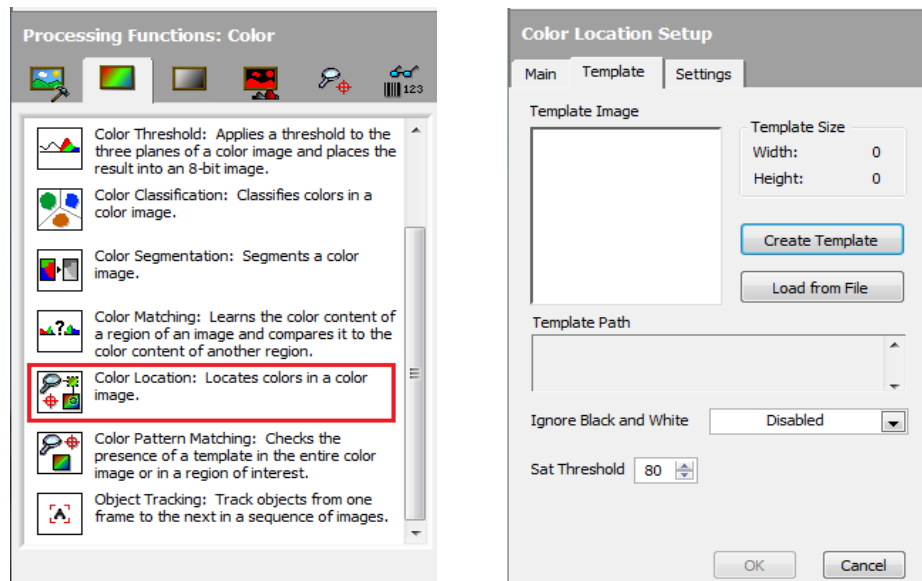 Processing Functions: Color
123
Color Threshold: Applies a threshold to the
three planes of a color image and places the
result into an 8-bit image.
Color Classification: Classifies colors in a
color image.
Color Segmentation: Segments a color
image.
?
Color Matching: Learns the color content of
a region of an image and compares it to the
color content of another region.
Color Location: Locates colors in a color
image.
Color Pattern Matching: Checks the
presence of a template in the entire color
image or in a region of interest.
A
Object Tracking: Track objects from one
frame to the next in a sequence of images.
Color Location Setup
Main Template Settings
Template Image
Template Size
Width: 0
Height: 0
Create Template
Load from File
Template Path
Ignore Black and White Disabled
Sat Threshold 80
OK Cancel